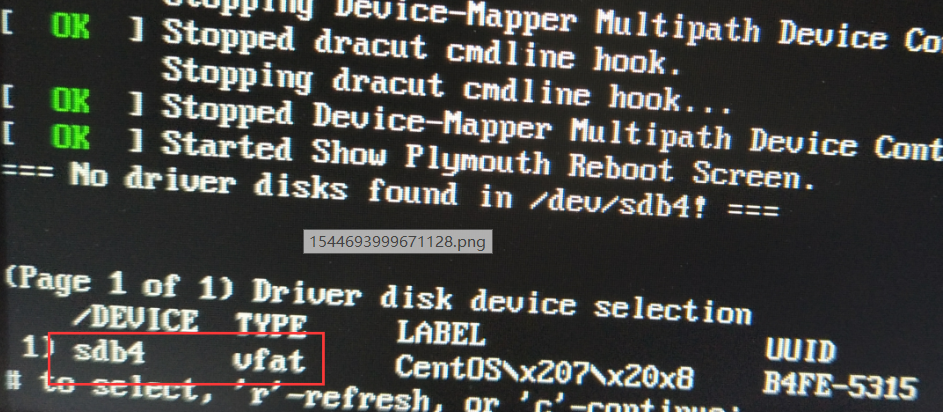 Stopping Device-Mapper Multipath Device Co
[ OK ] Stopped dracut cmdline hook.
Stopping dracut cmdline hook...
[ OK ] Stopped Device-Mapper Multipath Device Cont
[ OK ] Started Show Plymouth Reboot Screen.
=== No driver disks found in /dev/sdb4! ===
1544693999671128.png
(Page 1 of 1) Driver disk device selection
/DEVICE TYPE LABEL UUID
1) sdb4 vfat CentOS\x207\x20x8 B4FE-5315
# to select, 'r'-refresh, or 'c'-continue: